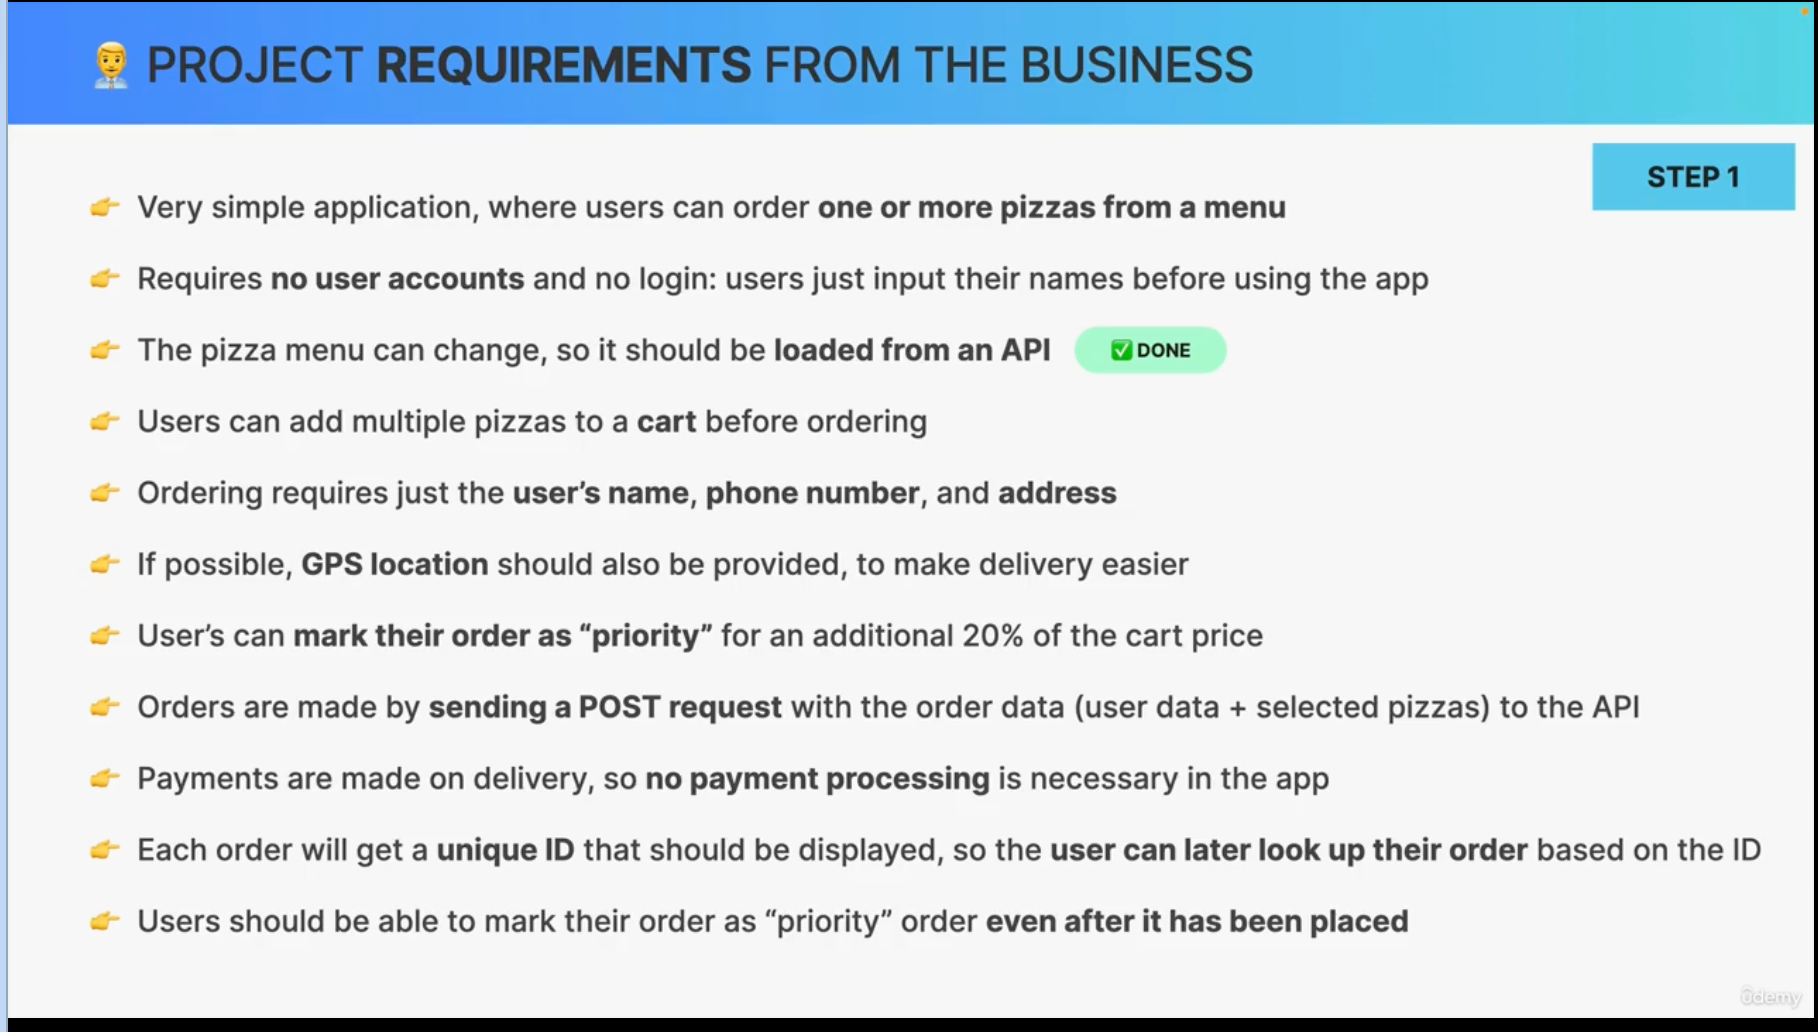 PROJECT REQUIREMENTS FROM THE BUSINESS
STEP 1
Very simple application, where users can order one or more pizzas from a menu
Requires no user accounts and no login: users just input their names before using the app
The pizza menu can change, so it should be loaded from an API
DONE
Users can add multiple pizzas to a cart before ordering
Ordering requires just the user’s name, phone number, and address
If possible, GPS location should also be provided, to make delivery easier
User’s can mark their order as “priority” for an additional 20% of the cart price
Orders are made by sending a POST request with the order data (user data + selected pizzas) to the API
Payments are made on delivery, so no payment processing is necessary in the app
Each order will get a unique ID that should be displayed, so the user can later look up their order based on the ID
Users should be able to mark their order as “priority” order even after it has been placed
Udemy